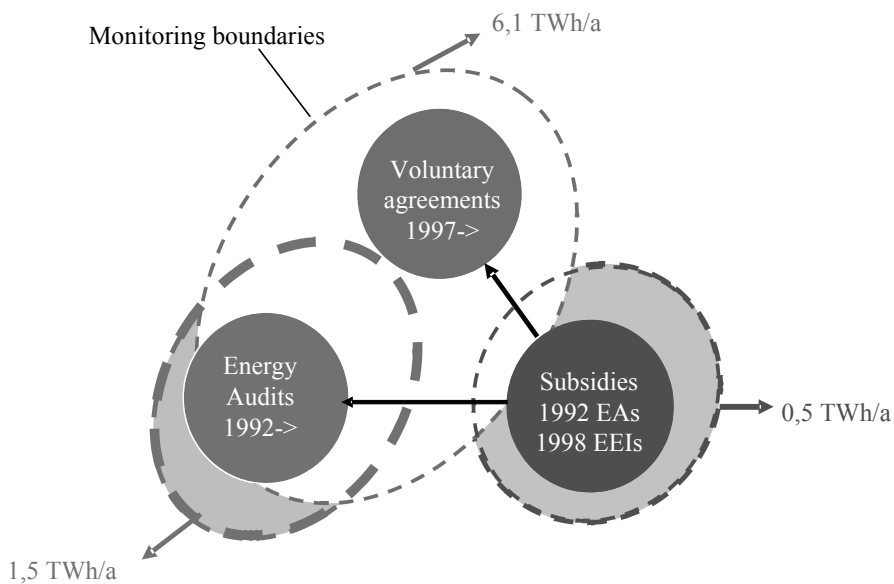 6,1 TWh/a
Monitoring boundaries
Voluntary
agreements
1997->
Energy
Audits
1992->
Subsidies
1992 EAs
1998 EEIs
0,5 TWh/a
1,5 TWh/a